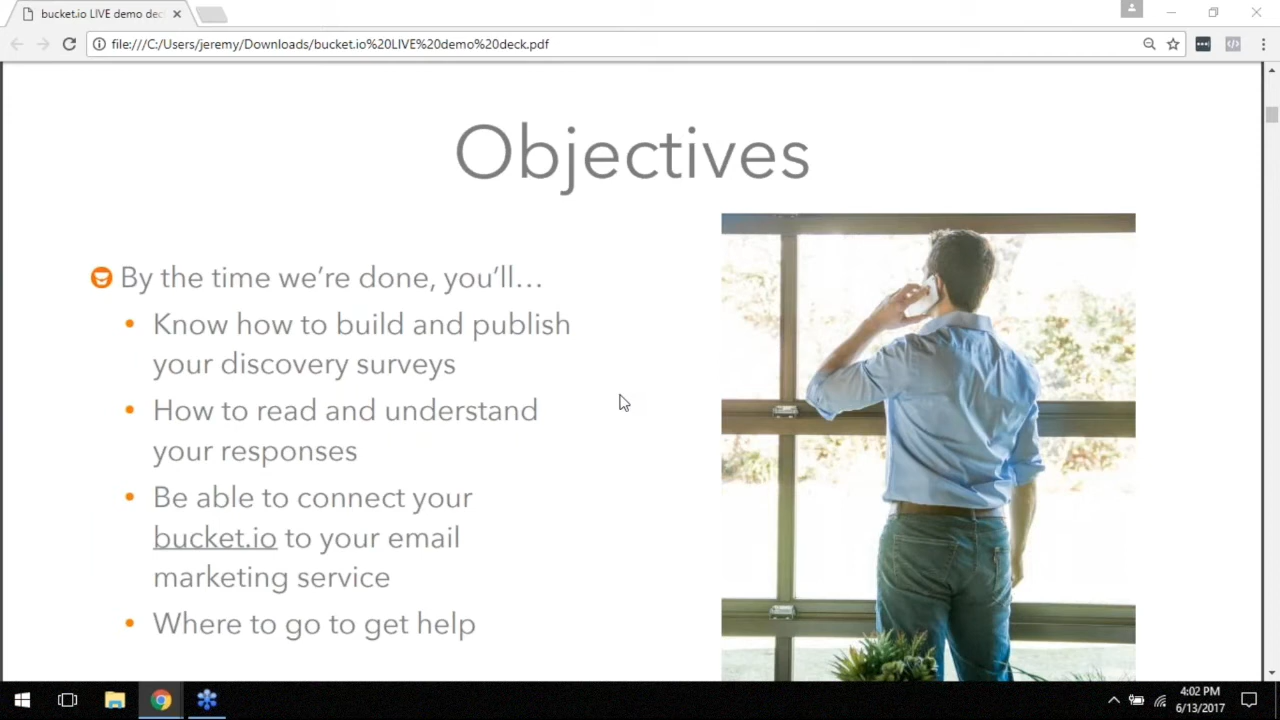 bucket.io LIVE demo dec
file:///C:/Users/jeremy/Downloads/bucket.io%20LIVE%20demo%20deck.pdf
Objectives
By the time we’re done, you’ll…
Know how to build and publish
your discovery surveys
How to read and understand
your responses
Be able to connect your
bucket.io to your email
marketing service
Where to go to get help
4:02 PM
6/13/2017